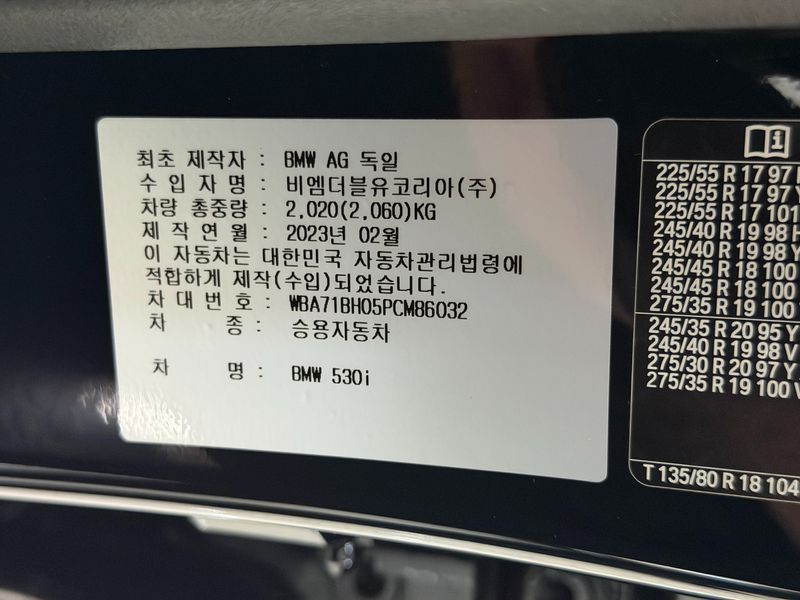 최초 제작자 : BMW AG 독일
수 입 자 명 : 비엠더블유코리아(주)
차량 총중량 : 2,020(2,060)KG
제 작 연 월 : 2023년 02월
이 자동차는 대한민국 자동차관리법령에
적합하게 제작(수입)되었습니다.
차 대 번 호 : WBA71BH05PCM86032
차 종 : 승용자동차
차 명 : BMW 530i
225/55 R 17 97
225/55 R 17 97 Y
225/55 R 17 101
245/40 R 19 98 H
245/40 R 19 98 Y
245/45 R 18 100
245/45 R 18 100
275/35 R 19 100
245/35 R 20 95 Y
245/40 R 19 98 V
275/30 R 20 97 Y
275/35 R 19 100 V
T 135/80 R 18 104